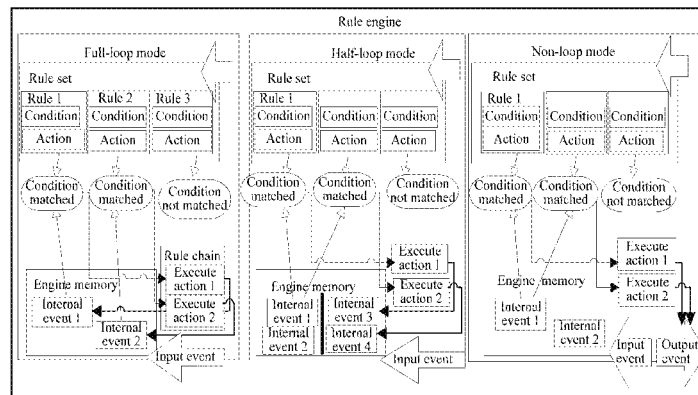 Rule engine
Full-loop mode
Rule set
Rule 1 Rule 2 Rule 3
Condition Condition Condition
Action Action Action
Condition matched
Condition matched
Condition not matched
Rule chain
Execute action 1
Execute action 2
Engine memory
Internal event 1
Internal event 2
Input event
Half-loop mode
Rule set
Rule 1
Condition Condition Condition
Action Action Action
Condition matched
Condition matched
Condition not matched
Execute action 1
Execute action 2
Engine memory
Internal event 1
Internal event 2
Internal event 3
Internal event 4
Input event
Non-loop mode
Rule set
Rule 1
Condition Condition Condition
Action Action Action
Condition matched
Condition matched
Condition not matched
Execute action 1
Execute action 2
Engine memory
Internal event 1
Internal event 2
Input event
Output event